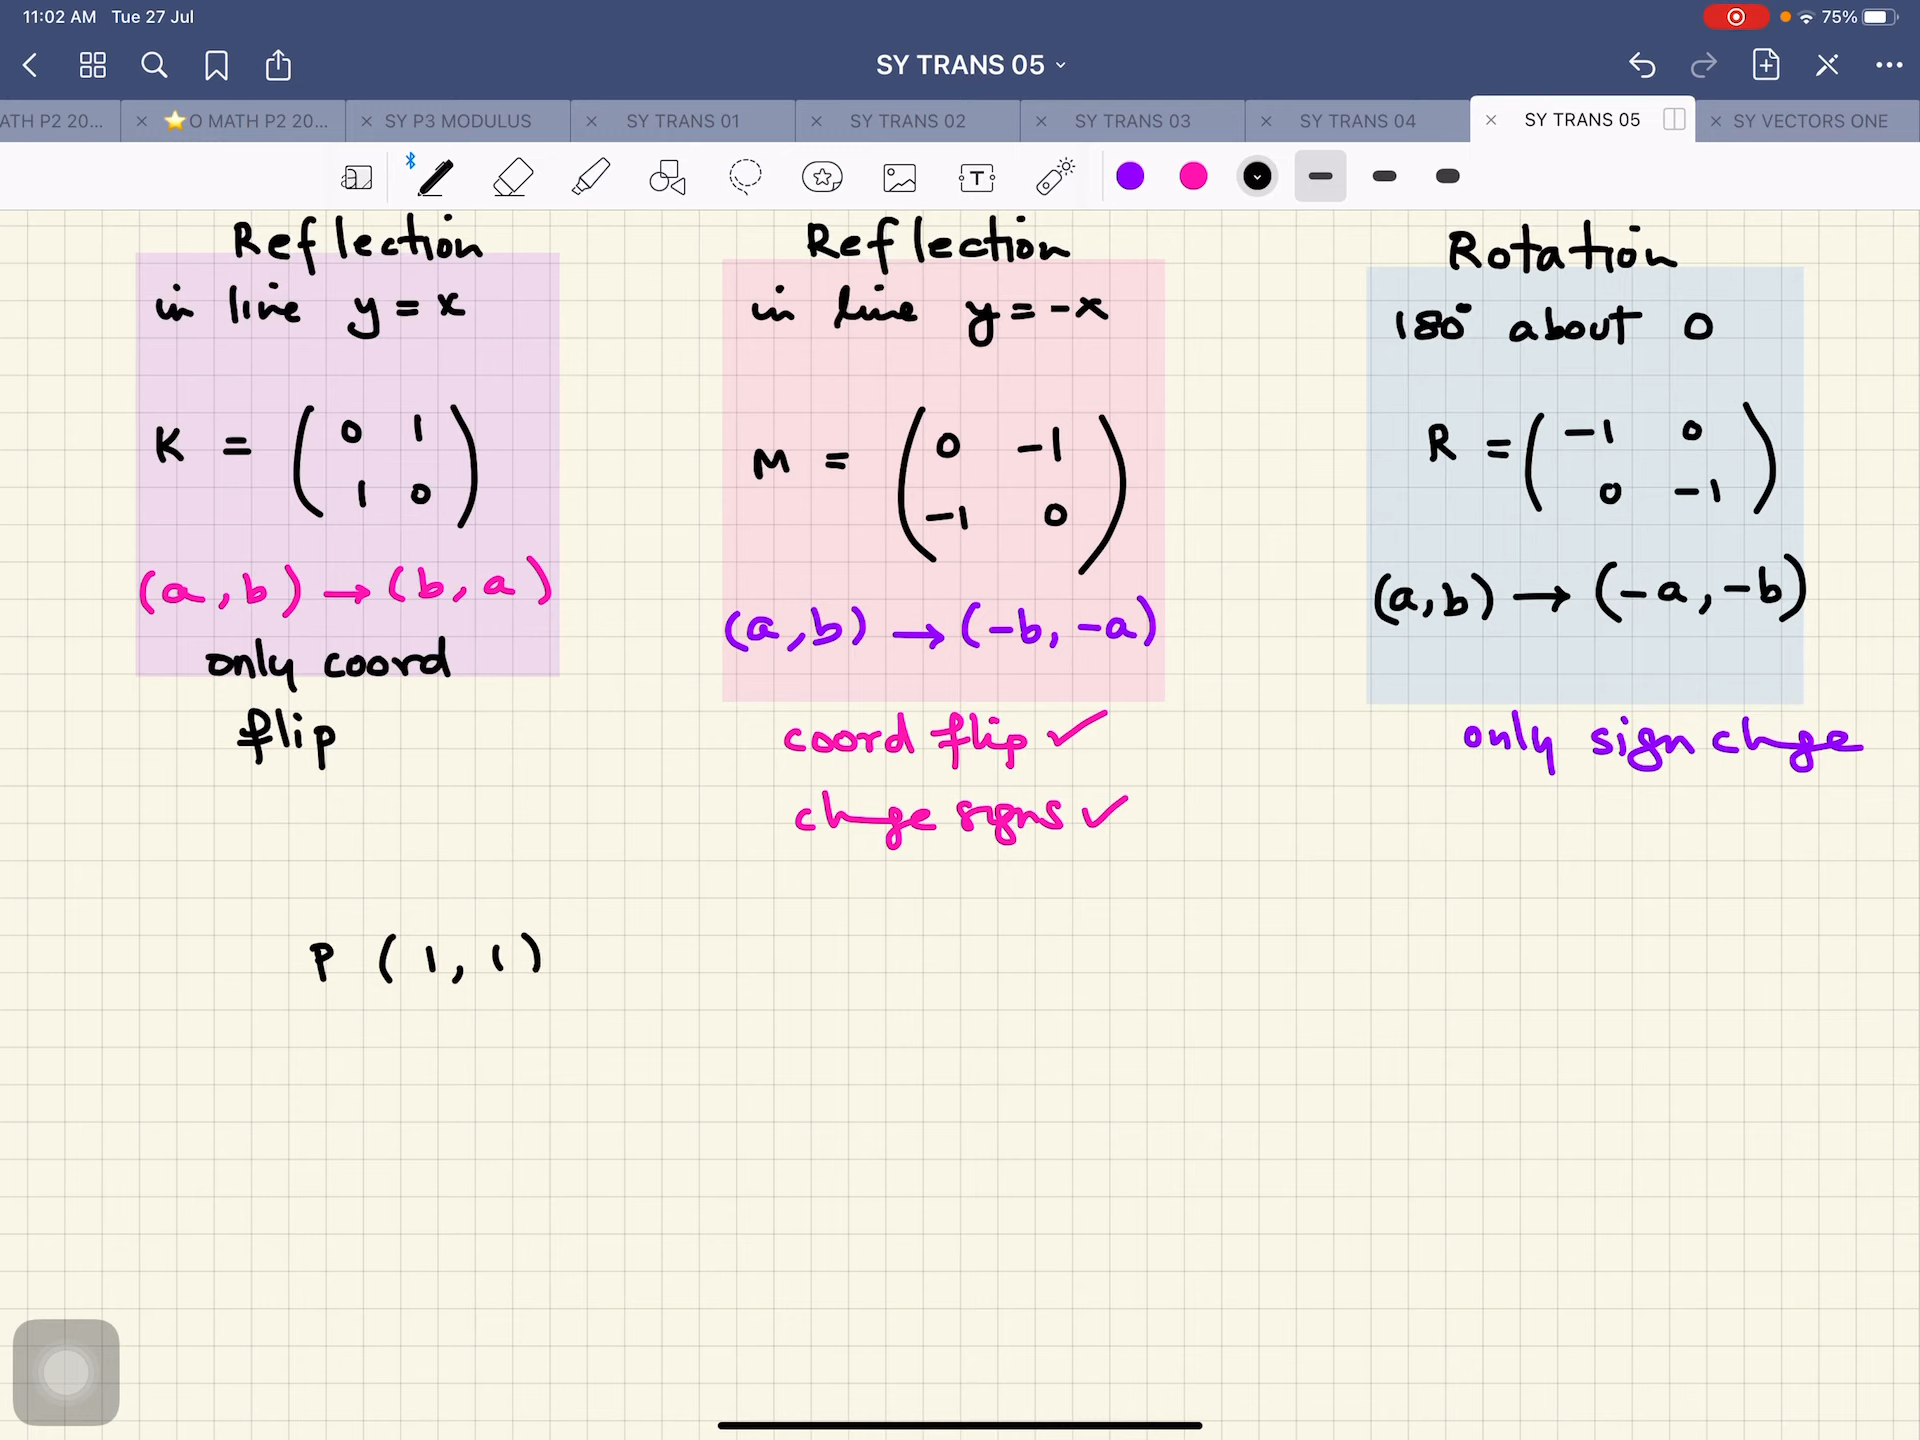 11:02 AM Tue 27 Jul
75%
SY TRANS 05
ATH P2 20...
O MATH P2 20...
SY P3 MODULUS
SY TRANS 01
SY TRANS 02
SY TRANS 03
SY TRANS 04
SY TRANS 05
SY VECTORS ONE
Reflection
in line y = x
K = ( 0 1
1 0 )
(a, b) → (b, a)
only coord
flip
Reflection
in line y = -x
M = ( 0 -1
-1 0 )
(a, b) → (-b, -a)
coord flip ✓
chnge signs ✓
Rotation
180° about 0
R = ( -1 0
0 -1 )
(a, b) → (-a, -b)
only sign chnge
P (1, 1)